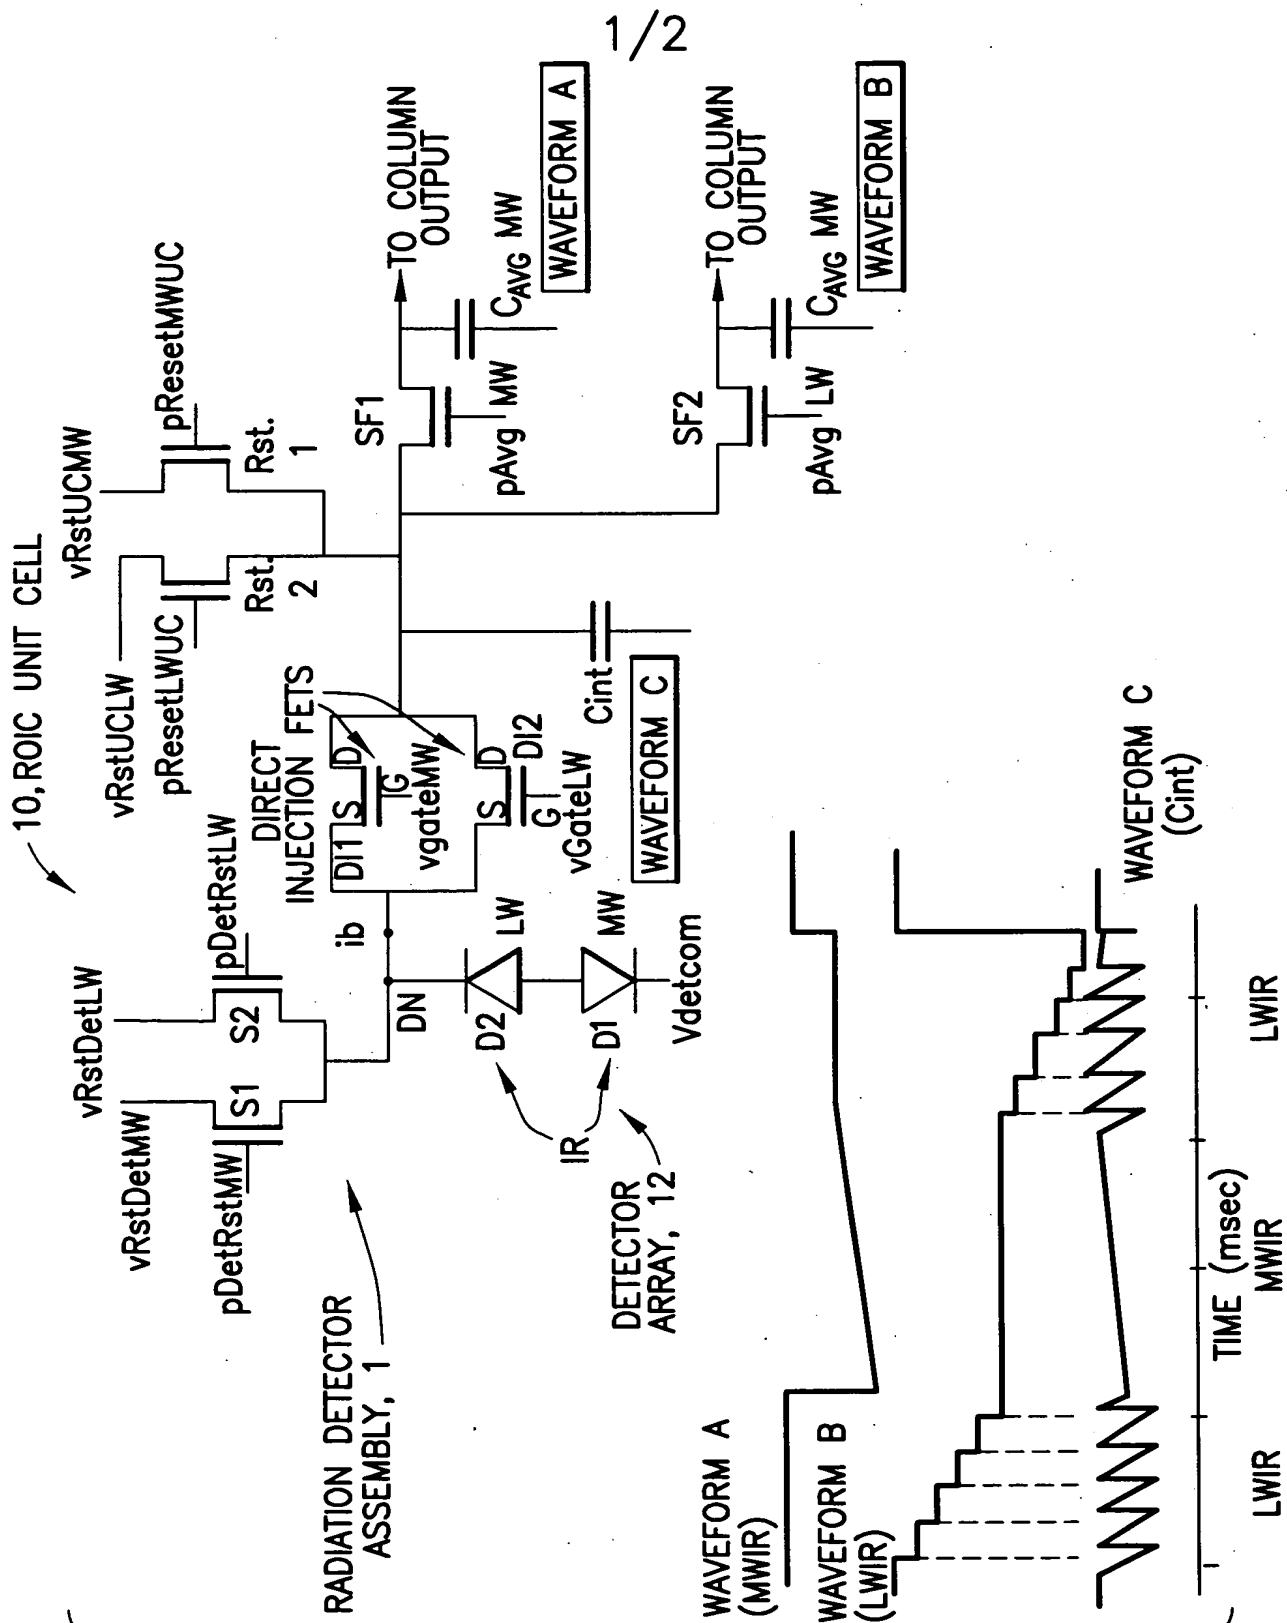 1/2
10, ROIC UNIT CELL
vRstUCMW
vRstUCLW
pResetMWUC
pResetLWUC
Rst.
1
Rst.
2
vRstDetLW
vRstDetMW
pDetRstLW
pDetRstMW
S2
S1
DIRECT
INJECTION FETS
DI1
S
D
G
vgateMW
S
D
DI2
G
vGateLW
ib
DN
D2
LW
D1
MW
Vdetcom
IR
DETECTOR
ARRAY, 12
RADIATION DETECTOR
ASSEMBLY, 1
Cint
WAVEFORM C
SF1
pAvg MW
CAVG MW
TO COLUMN
OUTPUT
WAVEFORM A
SF2
pAvg LW
CAVG MW
TO COLUMN
OUTPUT
WAVEFORM B
WAVEFORM A
(MWIR)
WAVEFORM B
(LWIR)
WAVEFORM C
(Cint)
TIME (msec)
LWIR
MWIR
LWIR